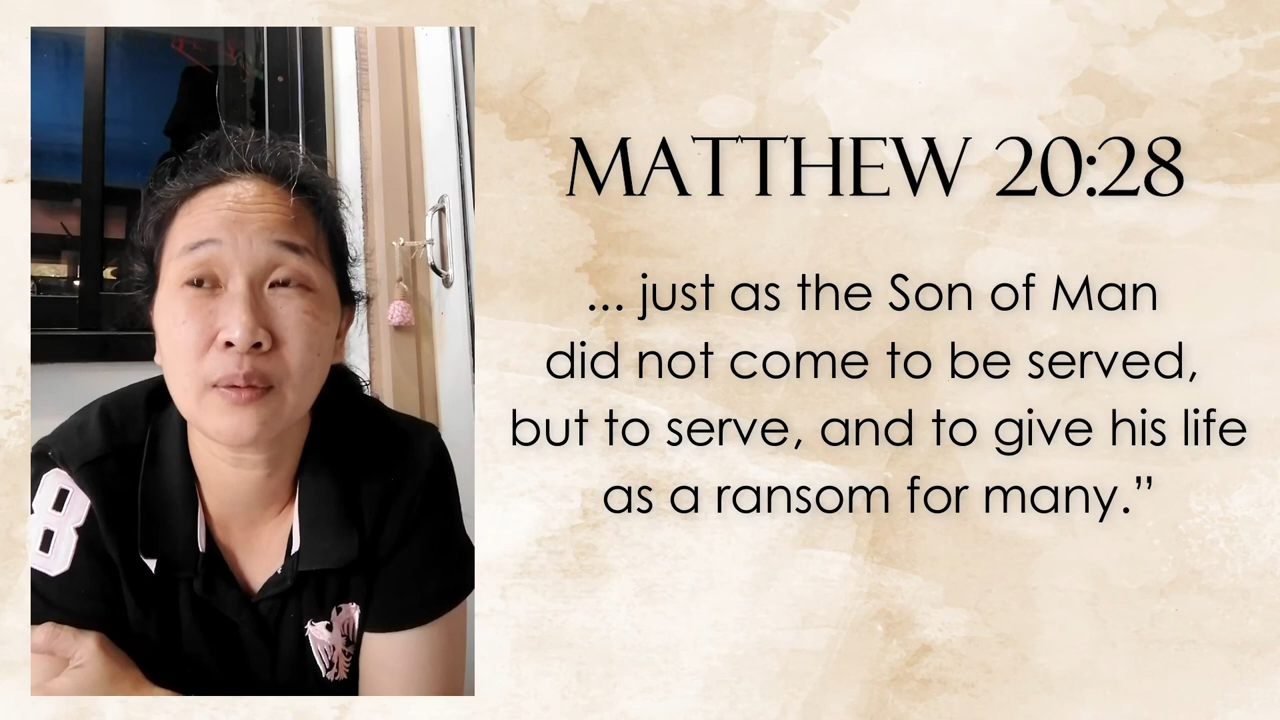 MATTHEW 20:28
... just as the Son of Man
did not come to be served,
but to serve, and to give his life
as a ransom for many.”
8